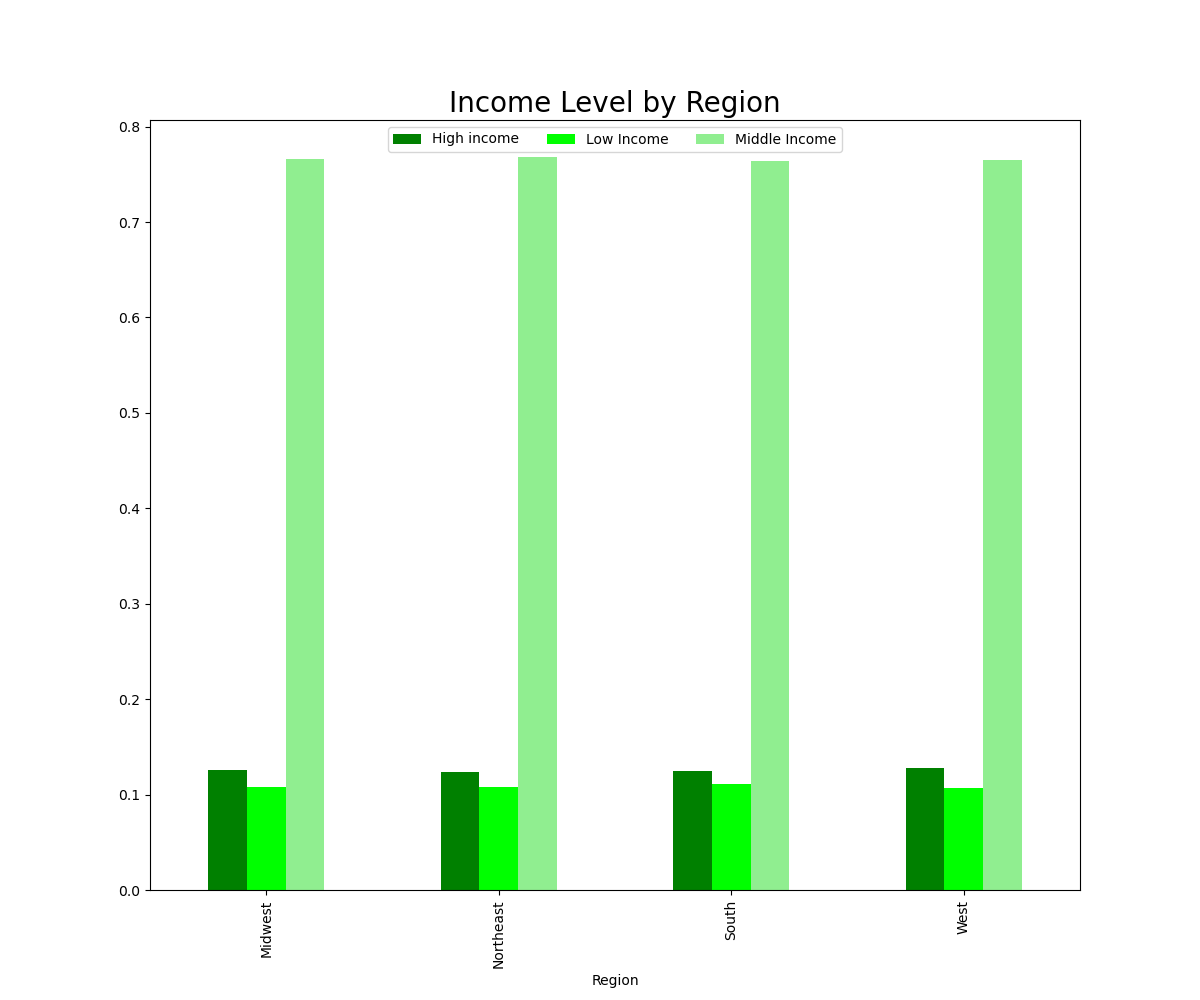 Income Level by Region
High income Low Income Middle Income
0.8
0.7
0.6
0.5
0.4
0.3
0.2
0.1
0.0
Midwest
Northeast
South
West
Region